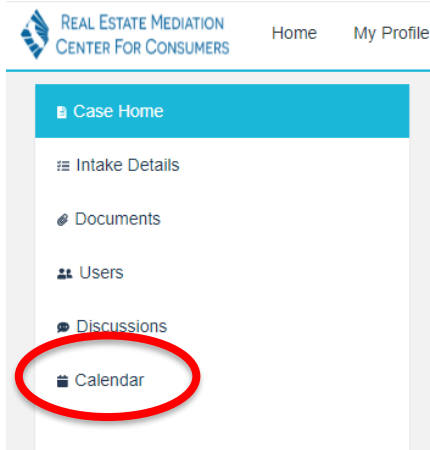 REAL ESTATE MEDIATION
CENTER FOR CONSUMERS
Home My Profile
Case Home
Intake Details
Documents
Users
Discussions
Calendar